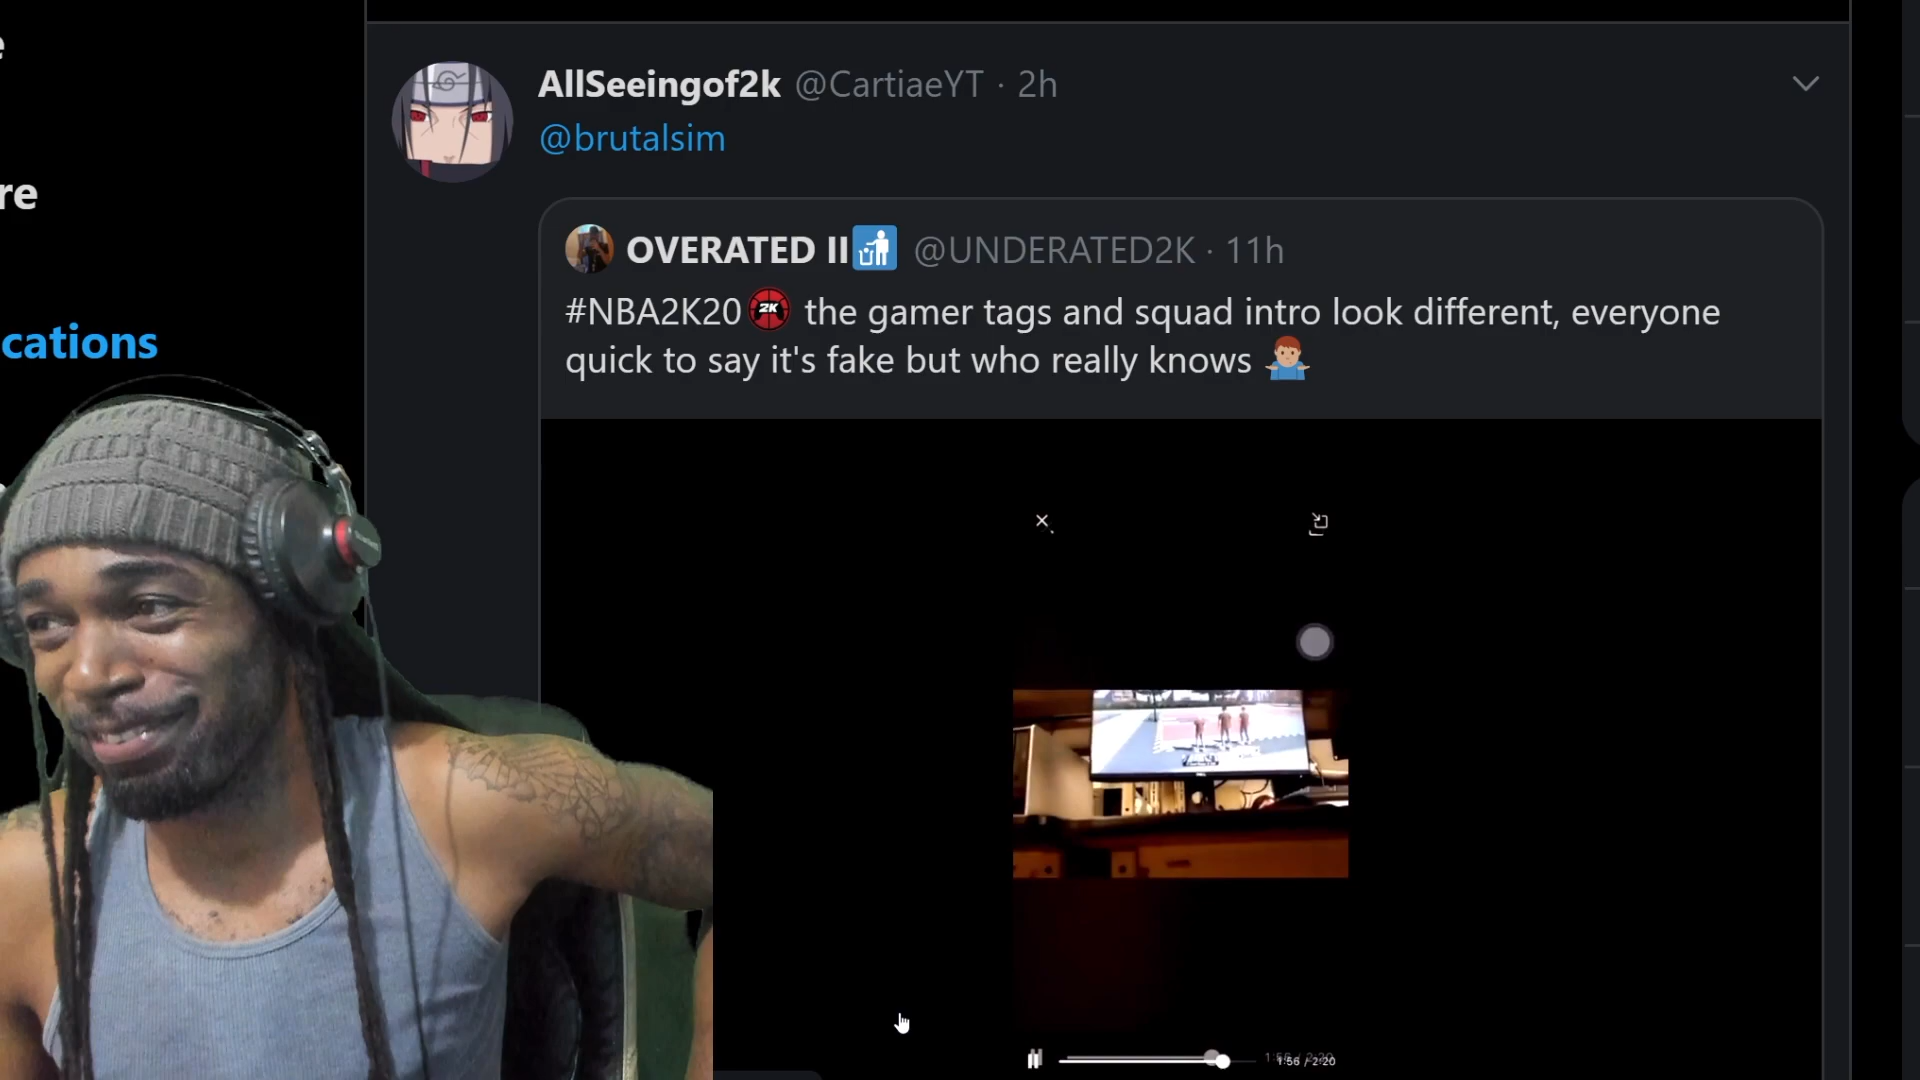 e
AllSeeingof2k @CartiaeYT · 2h
@brutalsim
re
OVERATED II @UNDERATED2K · 11h
#NBA2K20 2K the gamer tags and squad intro look different, everyone
quick to say it's fake but who really knows
cations
1:56 / 2:20